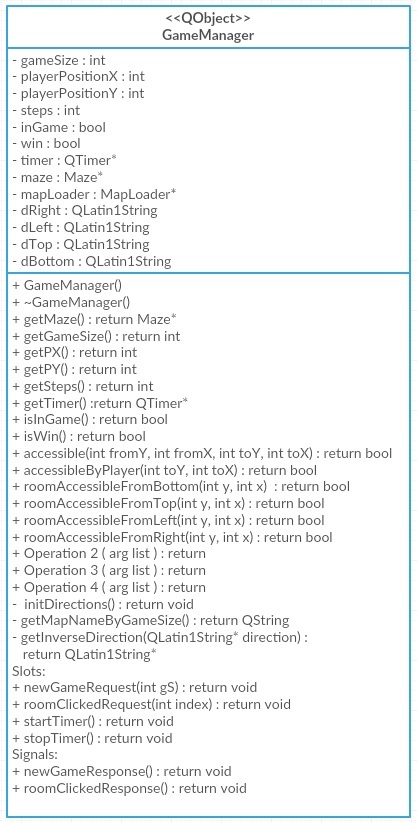 <<QObject>>
GameManager
- gameSize : int
- playerPositionX : int
- playerPositionY : int
- steps : int
- inGame : bool
- win : bool
- timer : QTimer*
- maze : Maze*
- mapLoader : MapLoader*
- dRight : QLatin1String
- dLeft : QLatin1String
- dTop : QLatin1String
- dBottom : QLatin1String
+ GameManager()
+ ~GameManager()
+ getMaze() : return Maze*
+ getGameSize() : return int
+ getPX() : return int
+ getPY() : return int
+ getSteps() : return int
+ getTimer() :return QTimer*
+ isInGame() : return bool
+ isWin() : return bool
+ accessible(int fromY, int fromX, int toY, int toX) : return bool
+ accessibleByPlayer(int toY, int toX) : return bool
+ roomAccessibleFromBottom(int y, int x)  : return bool
+ roomAccessibleFromTop(int y, int x) : return bool
+ roomAccessibleFromLeft(int y, int x) : return bool
+ roomAccessibleFromRight(int y, int x) : return bool
+ Operation 2 ( arg list ) : return
+ Operation 3 ( arg list ) : return
+ Operation 4 ( arg list ) : return
-  initDirections() : return void
- getMapNameByGameSize() : return QString
- getInverseDirection(QLatin1String* direction) :
return QLatin1String*
Slots:
+ newGameRequest(int gS) : return void
+ roomClickedRequest(int index) : return void
+ startTimer() : return void
+ stopTimer() : return void
Signals:
+ newGameResponse() : return void
+ roomClickedResponse() : return void